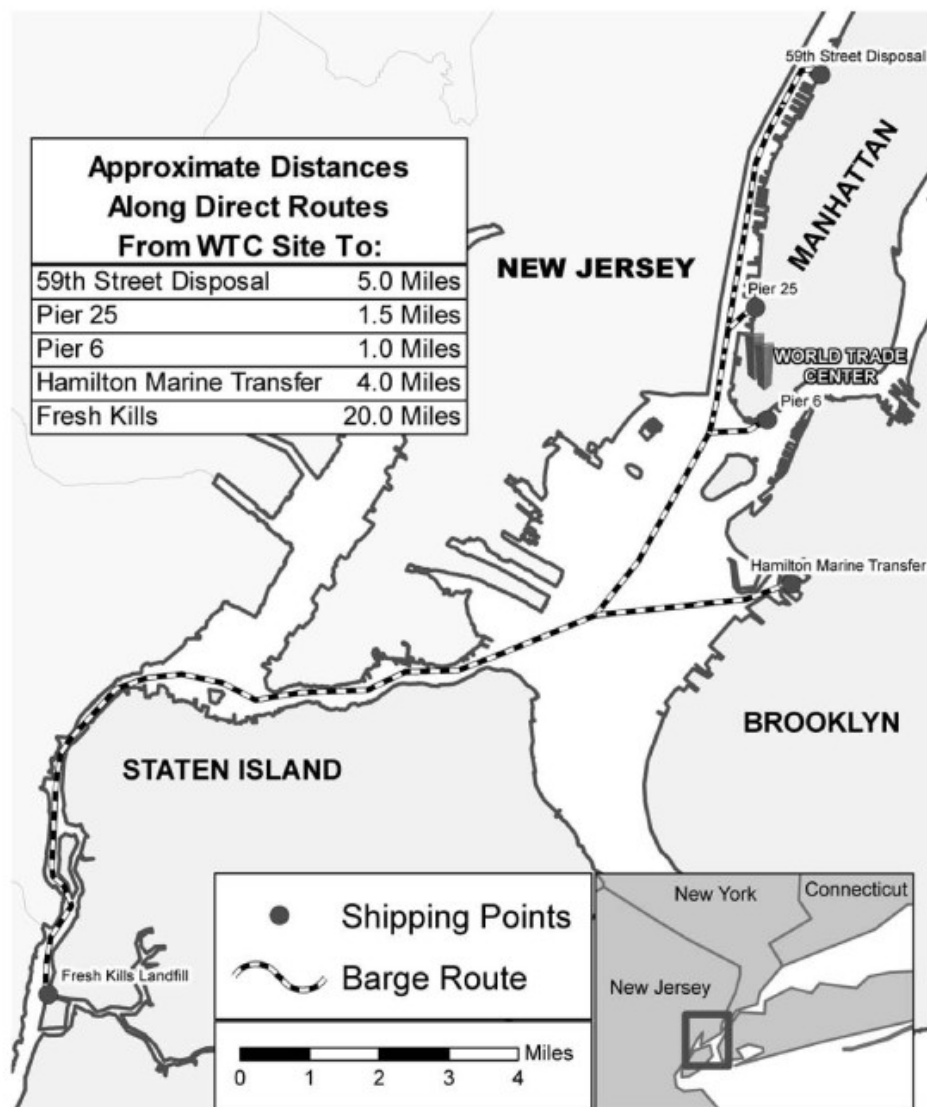 59th Street Disposal
Approximate Distances
Along Direct Routes
From WTC Site To:
59th Street Disposal 5.0 Miles
Pier 25 1.5 Miles
Pier 6 1.0 Miles
Hamilton Marine Transfer 4.0 Miles
Fresh Kills 20.0 Miles
MANHATTAN
NEW JERSEY
Pier 25
WORLD TRADE
CENTER
Pier 6
Hamilton Marine Transfer
BROOKLYN
STATEN ISLAND
Fresh Kills Landfill
Shipping Points
Barge Route
Miles
0 1 2 3 4
New York
Connecticut
New Jersey